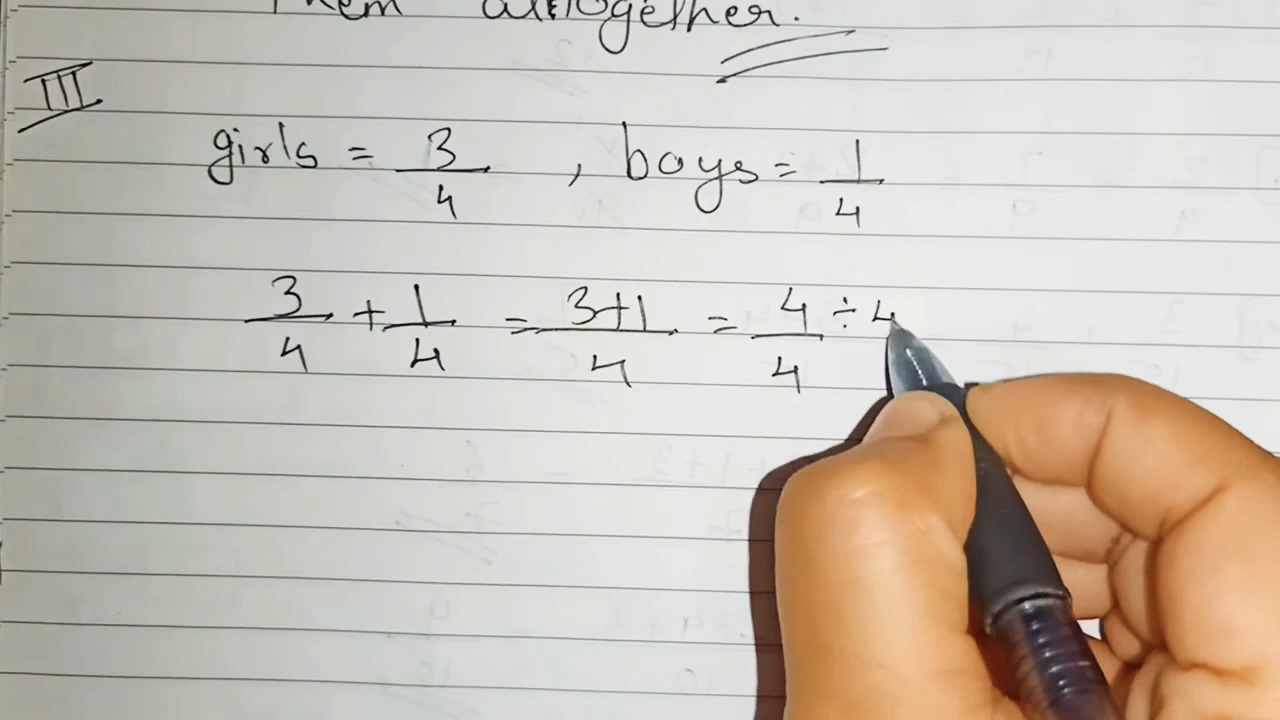 them altogether.
III
girls = 3/4 , boys = 1/4
3/4 + 1/4 = 3+1/4 = 4 ÷ 4/4